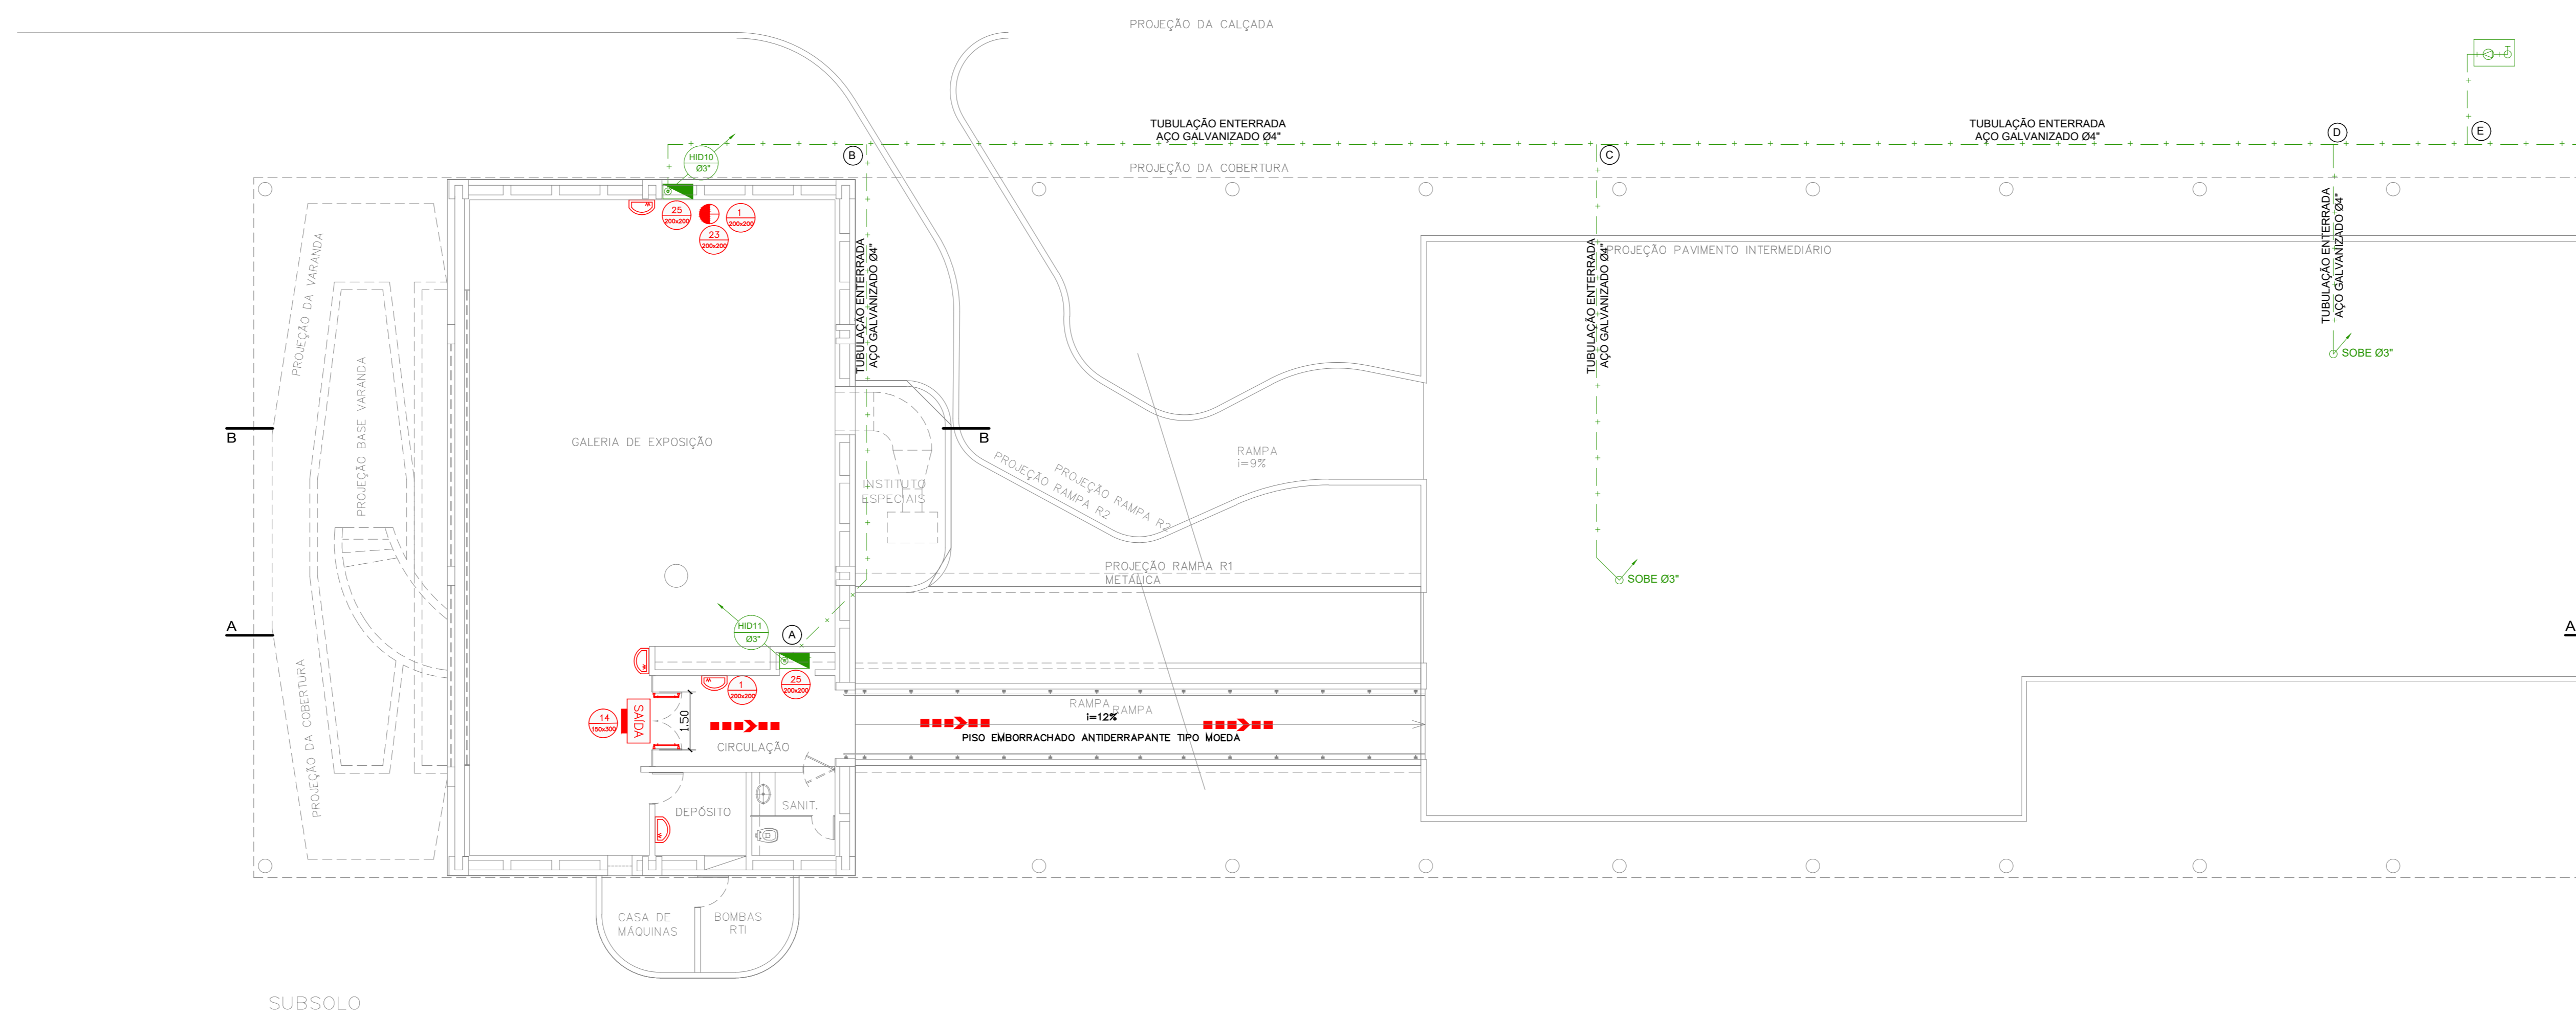 PROJEÇÃO DA CALÇADA
TUBULAÇÃO ENTERRADA
AÇO GALVANIZADO Ø4"
TUBULAÇÃO ENTERRADA
AÇO GALVANIZADO Ø4"
B
C
D
E
HID10
Ø3"
PROJEÇÃO DA COBERTURA
25
200x200
1
200x200
23
200x200
PROJEÇÃO DA VARANDA
PROJEÇÃO BASE VARANDA
TUBULAÇÃO ENTERRADA
AÇO GALVANIZADO Ø4"
TUBULAÇÃO ENTERRADA
AÇO GALVANIZADO Ø4"
PROJEÇÃO PAVIMENTO INTERMEDIÁRIO
TUBULAÇÃO ENTERRADA
AÇO GALVANIZADO Ø4"
SOBE Ø3"
B
GALERIA DE EXPOSIÇÃO
B
RAMPA
i=9%
PROJEÇÃO RAMPA R2
PROJEÇÃO RAMPA R2
INSTITUTO
ESPECIAIS
PROJEÇÃO RAMPA R1
METÁLICA
SOBE Ø3"
A
HID11
Ø3"
A
A
PROJEÇÃO DA COBERTURA
1
200x200
25
200x200
14
150x300
SAÍDA
1.50
CIRCULAÇÃO
RAMPA
RAMPA
i=12%
PISO EMBORRACHADO ANTIDERRAPANTE TIPO MOEDA
DEPÓSITO
SANIT.
CASA DE
MÁQUINAS
BOMBAS
RTI
SUBSOLO